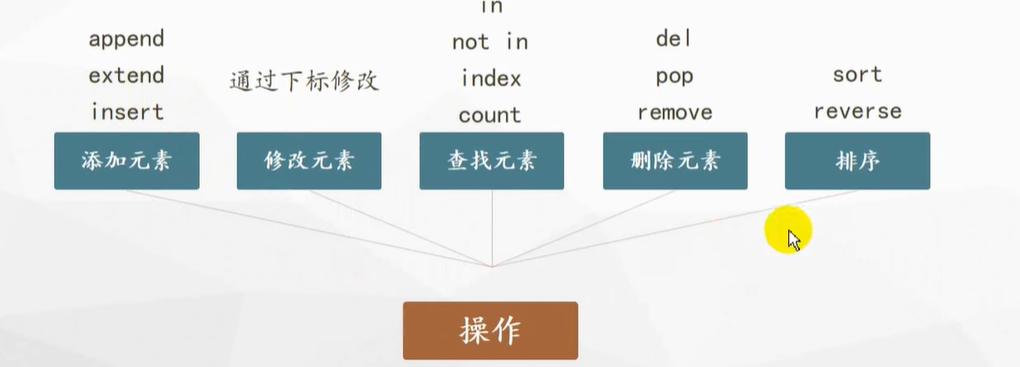 append
extend
insert
添加元素
通过下标修改
修改元素
in
not in
index
count
查找元素
del
pop
remove
删除元素
sort
reverse
排序
操作